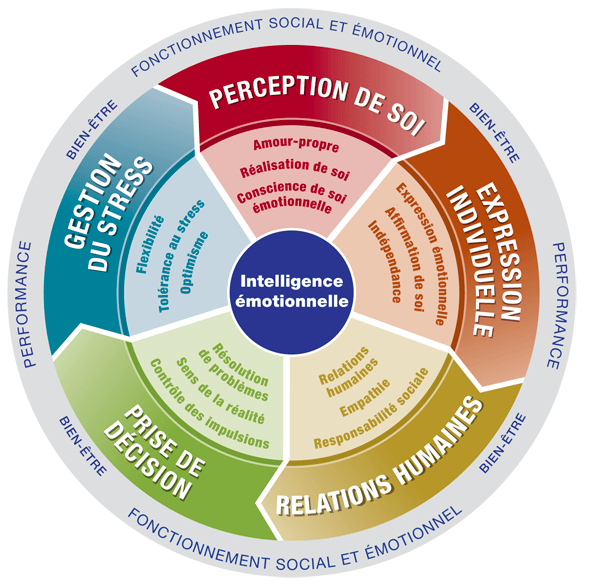 FONCTIONNEMENT SOCIAL ET ÉMOTIONNEL
BIEN-ÊTRE
BIEN-ÊTRE
PERCEPTION DE SOI
Amour-propre
Réalisation de soi
Conscience de soi
émotionnelle
EXPRESSION
INDIVIDUELLE
Expression émotionnelle
Affirmation de soi
Indépendance
GESTION
DU STRESS
Flexibilité
Tolérance au stress
Optimisme
Intelligence
émotionnelle
PERFORMANCE
PERFORMANCE
Relations
humaines
Empathie
Responsabilité sociale
RELATIONS HUMAINES
Résolution
de problèmes
Sens de la réalité
Contrôle des impulsions
PRISE DE
DÉCISION
BIEN-ÊTRE
BIEN-ÊTRE
FONCTIONNEMENT SOCIAL ET ÉMOTIONNEL